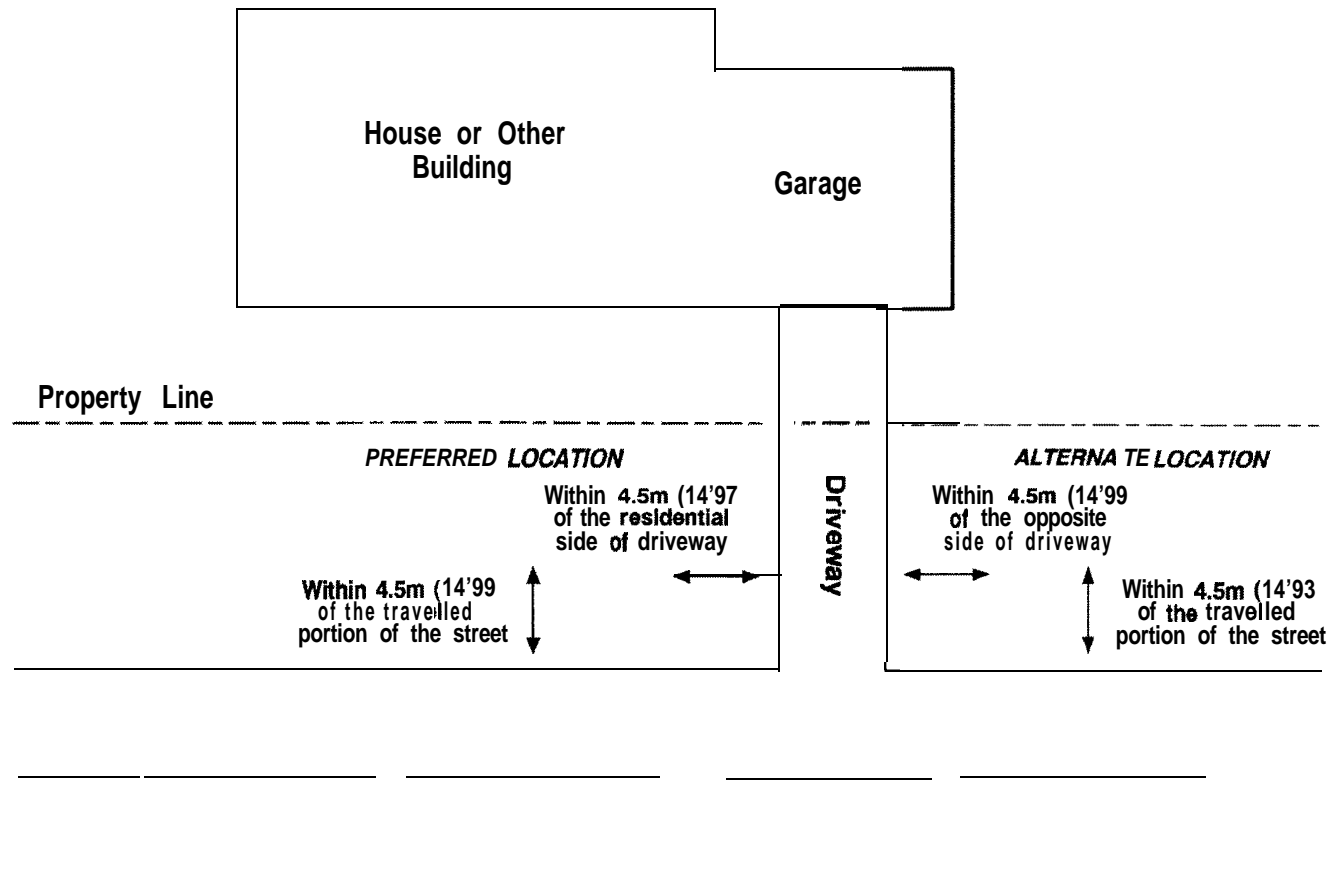 House or Other
Building
Garage
Property Line
PREFERRED LOCATION
Within 4.5m (14'97
of the residential
side of driveway
Within 4.5m (14'99
of the travelled
portion of the street
Driveway
ALTERNA TE LOCATION
Within 4.5m (14'99
of the opposite
side of driveway
Within 4.5m (14'93
of the travelled
portion of the street